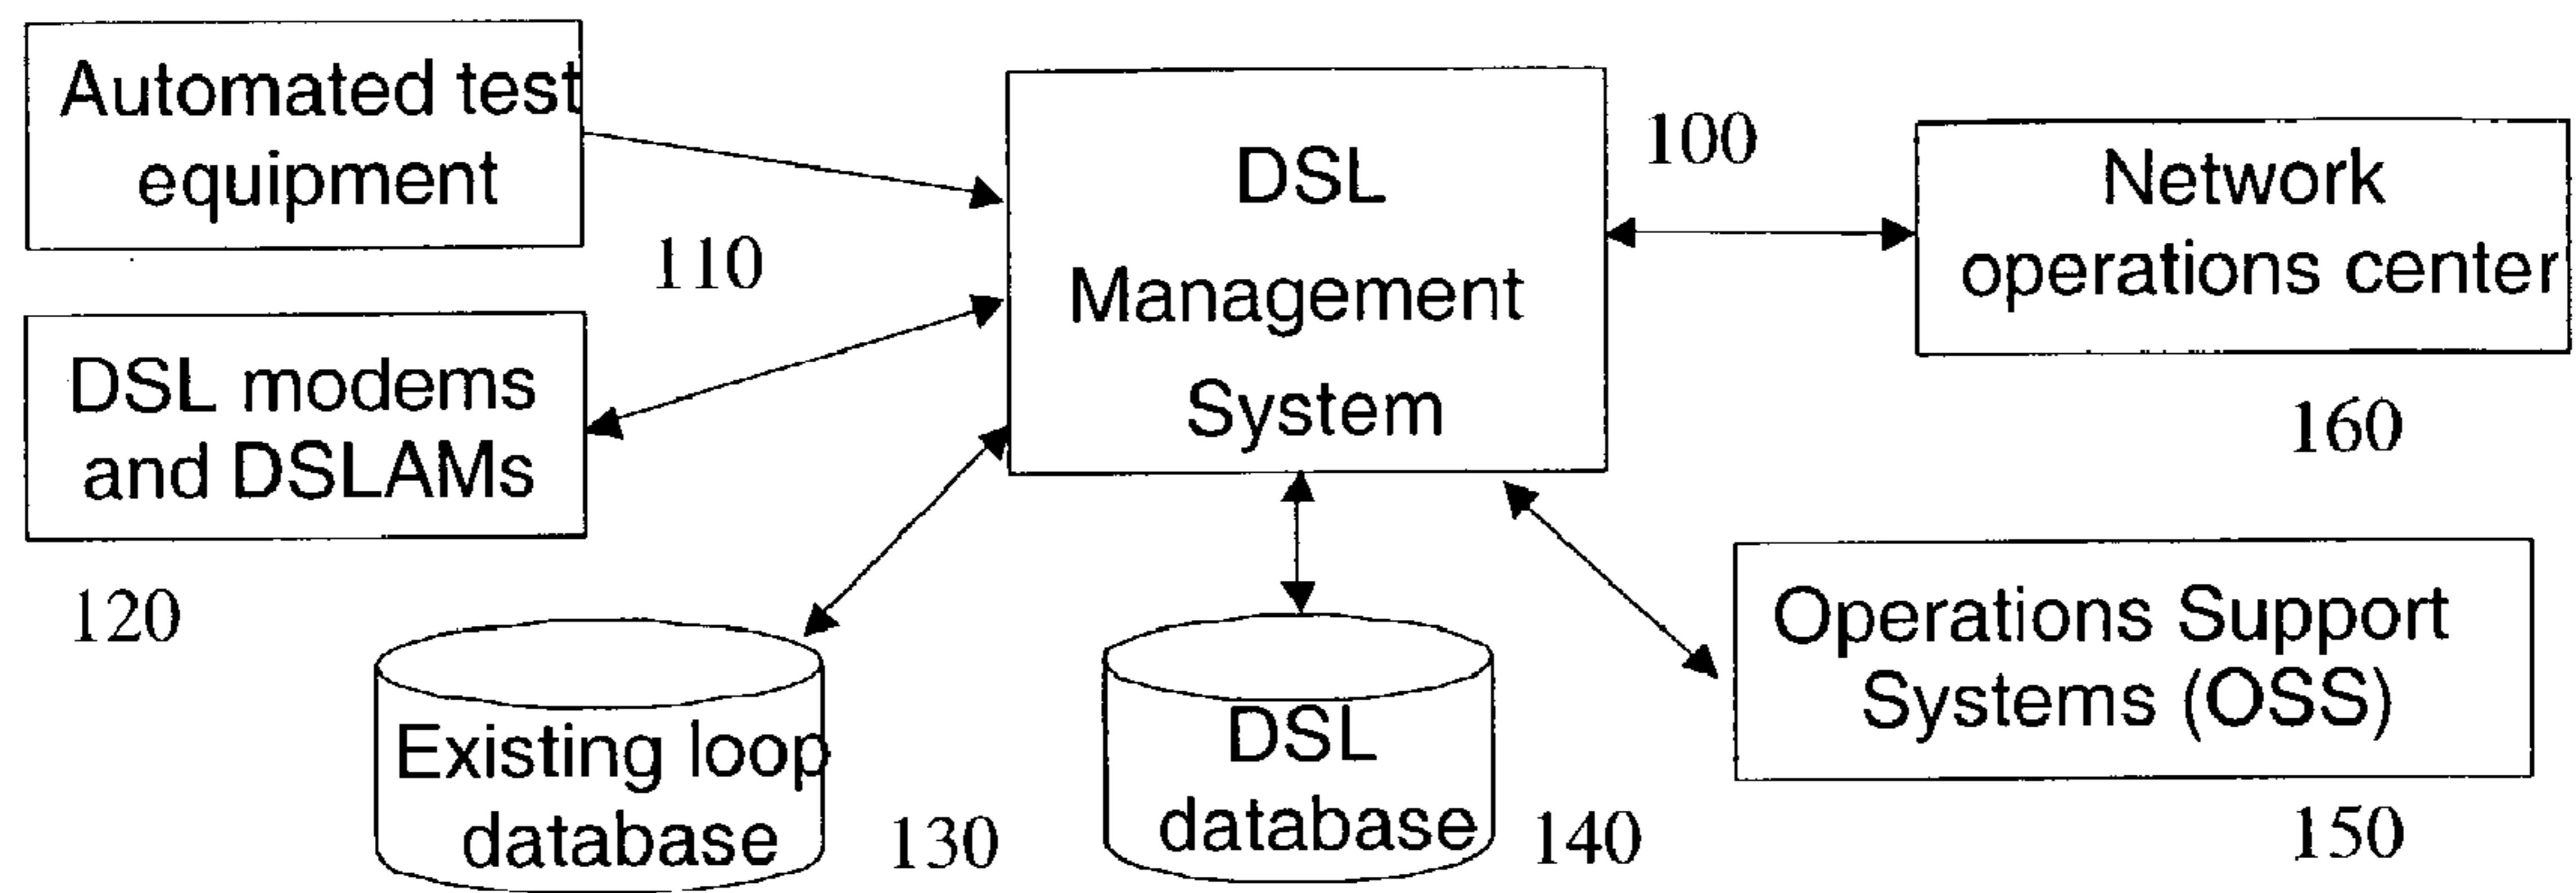 Automated test
equipment
110
DSL modems
and DSLAMs
120
DSL
Management
System
100
Network
operations center
160
Existing loop
database
130
DSL
database
140
Operations Support
Systems (OSS)
150